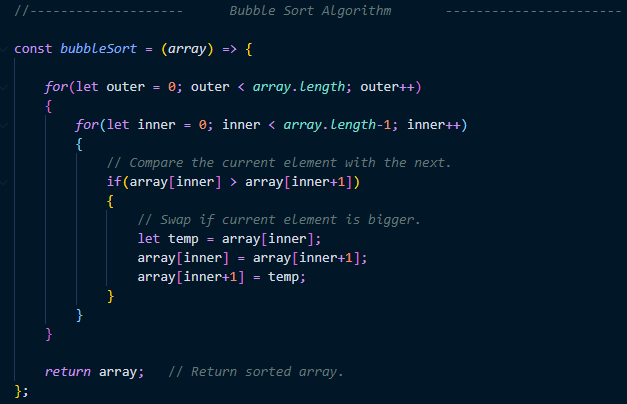 //--------------------      Bubble Sort Algorithm       -----------------------
const bubbleSort = (array) => {
    for(let outer = 0; outer < array.length; outer++)
    {
        for(let inner = 0; inner < array.length-1; inner++)
        {
            // Compare the current element with the next.
            if(array[inner] > array[inner+1])
            {
                // Swap if current element is bigger.
                let temp = array[inner];
                array[inner] = array[inner+1];
                array[inner+1] = temp;
            }
        }
    }
    return array;   // Return sorted array.
};